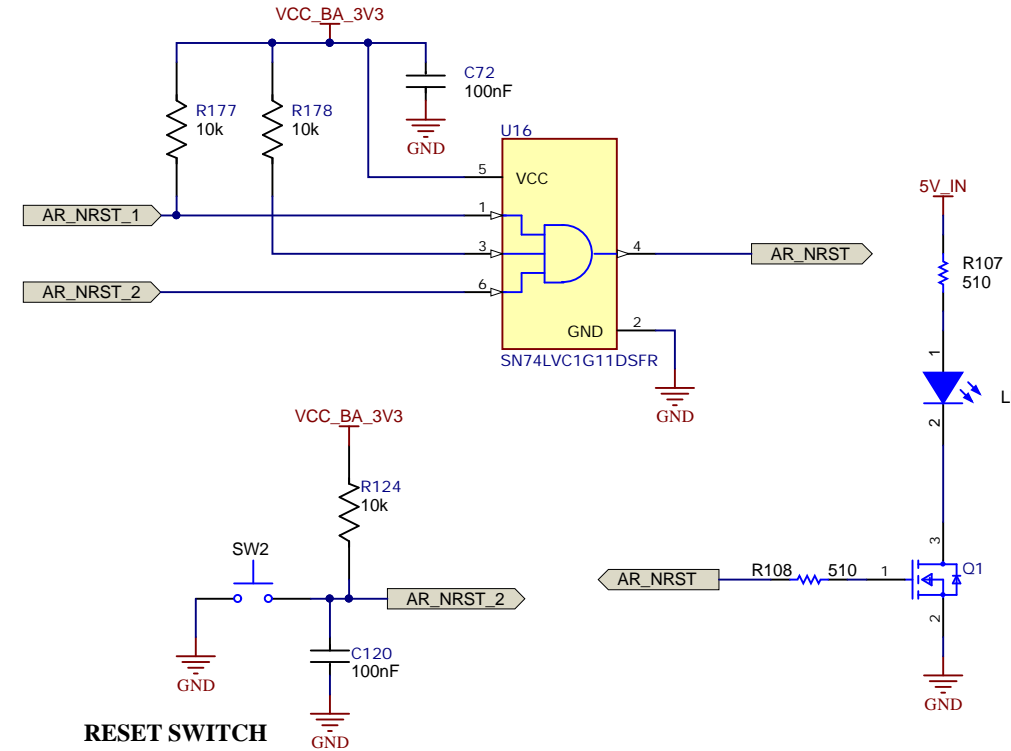 VCC_BA_3V3
R177
10k
R178
10k
C72
100nF
GND
U16
5
VCC
AR_NRST_1
1
3
4
AR_NRST
AR_NRST_2
6
GND
2
SN74LVC1G11DSFR
GND
5V_IN
R107
510
1
L
2
VCC_BA_3V3
R124
10k
SW2
AR_NRST_2
GND
C120
100nF
GND
RESET SWITCH
AR_NRST
R108
510
1
3
Q1
2
GND